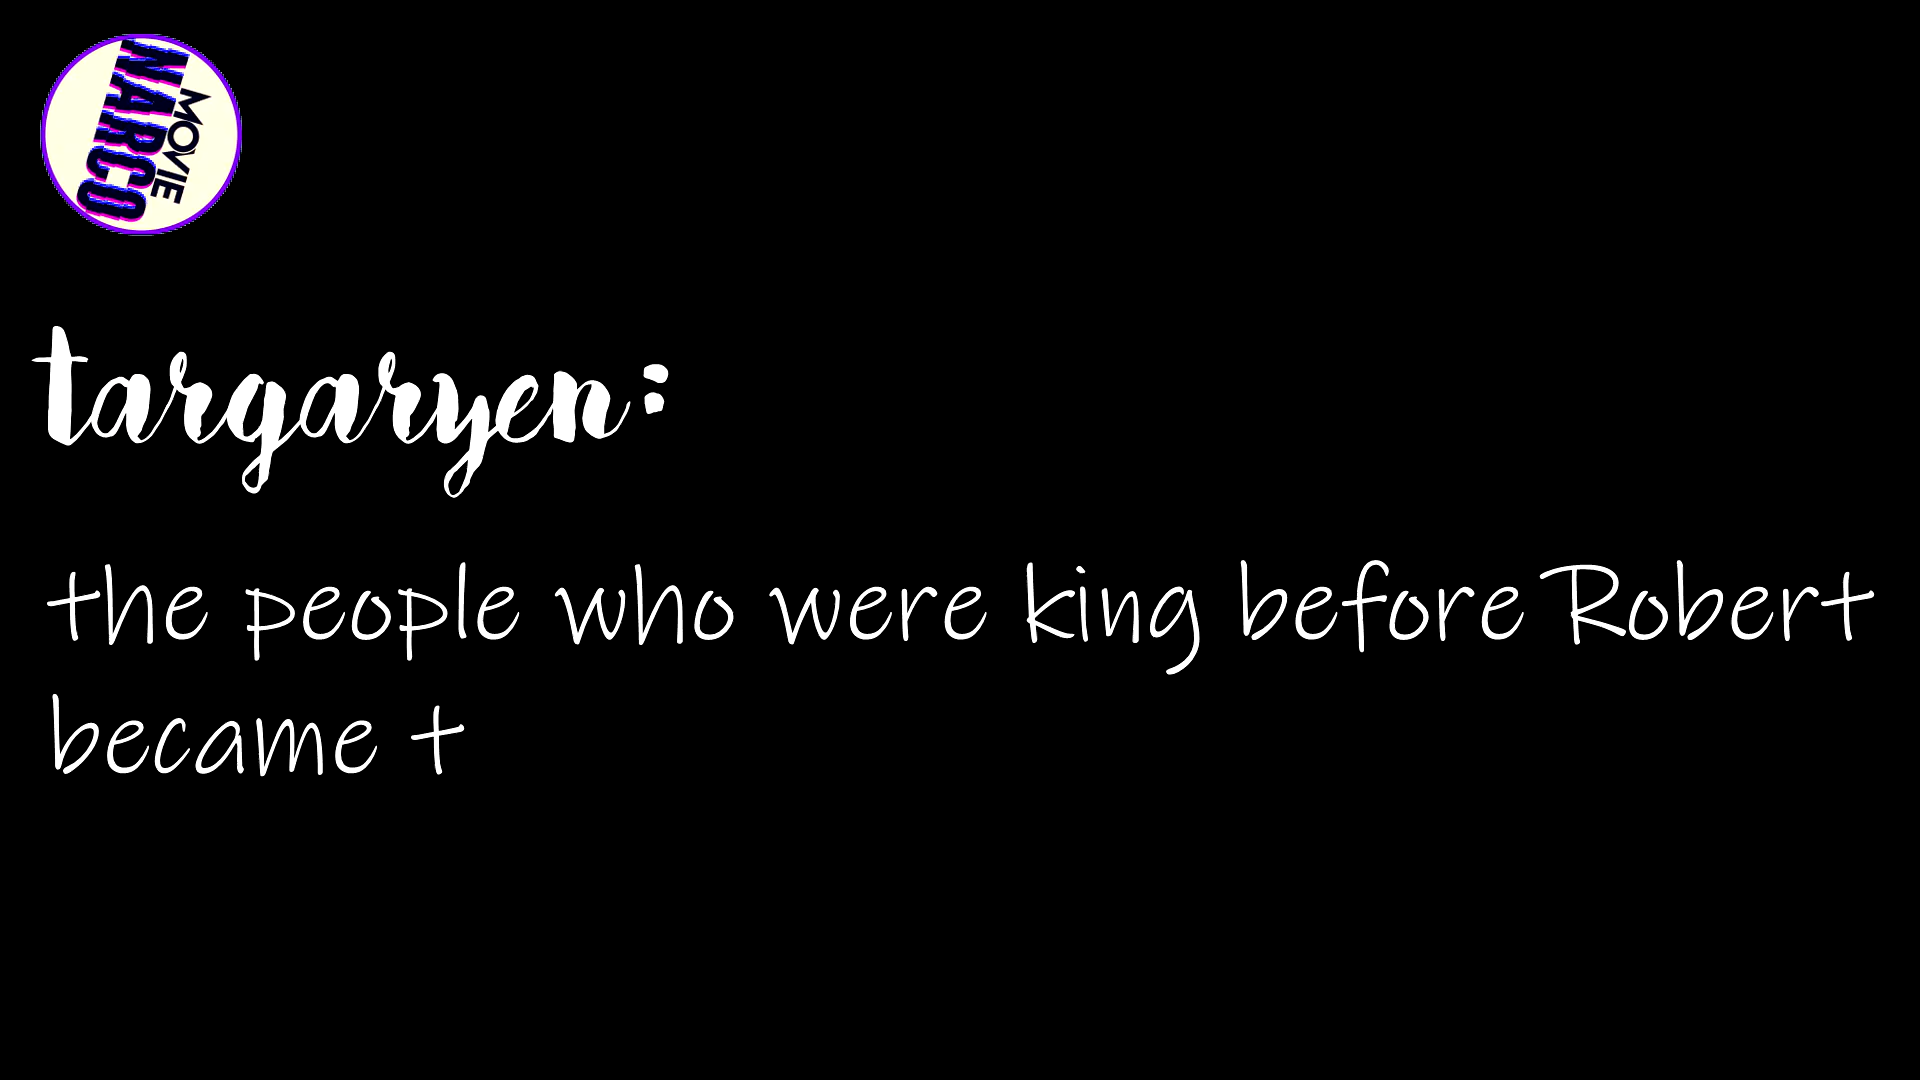 NARCO
MOVIE
targaryen:
the people who were king before Robert
became t